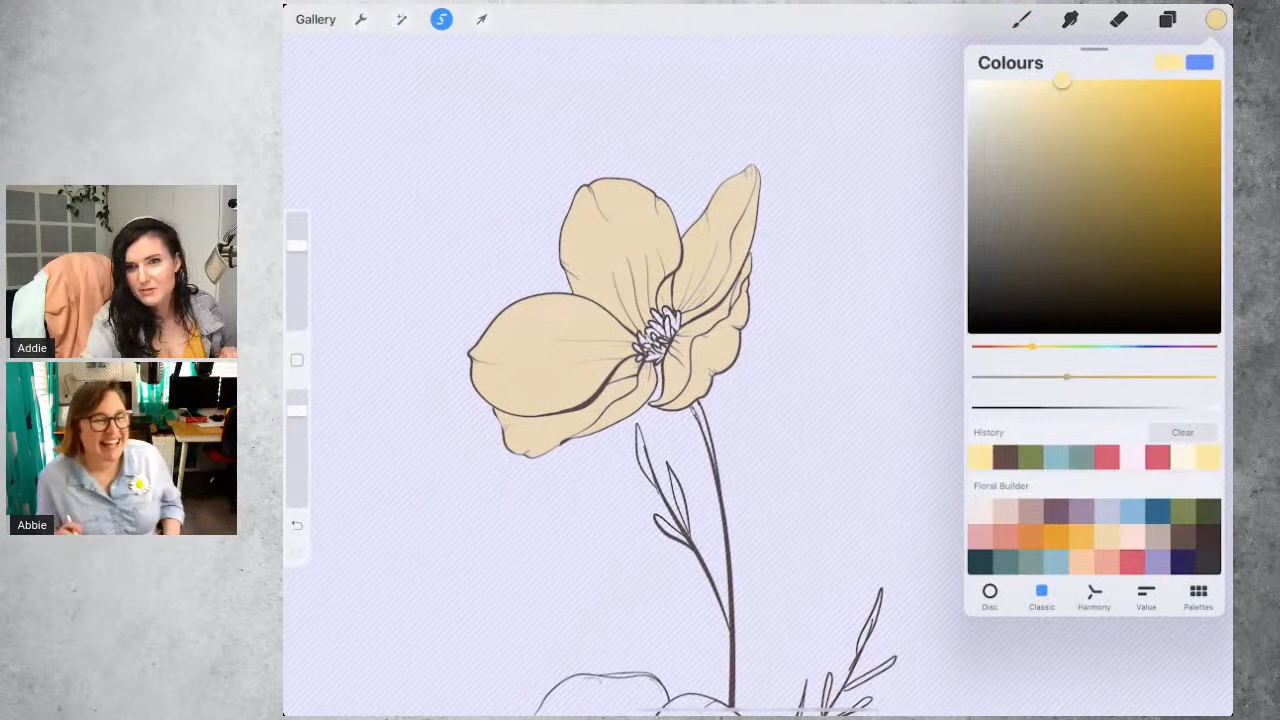 Gallery
Colours
Addie
Abbie
History
Clear
Floral Builder
Disc
Classic
Harmony
Value
Palettes